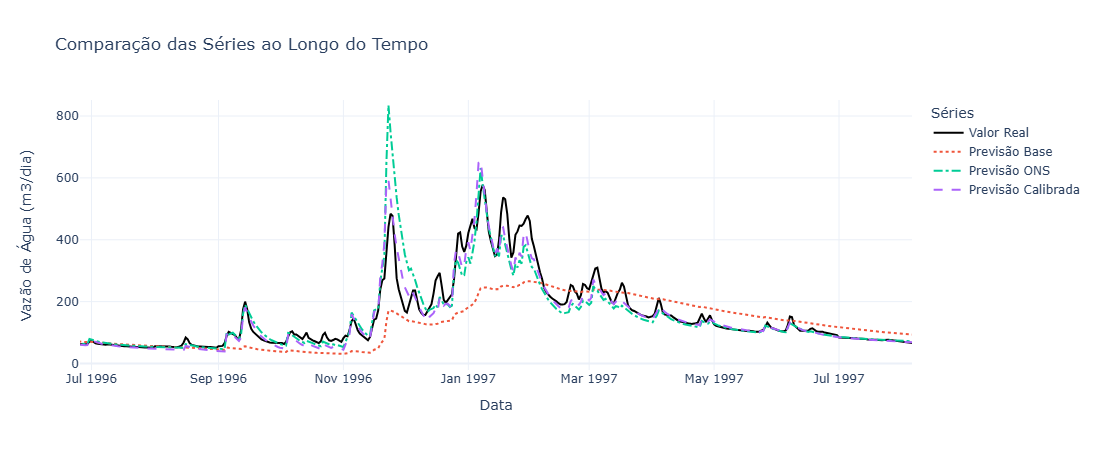 Comparação das Séries ao Longo do Tempo
Séries
Valor Real
Previsão Base
Previsão ONS
Previsão Calibrada
Vazão de Água (m3/dia)
800
600
400
200
0
Jul 1996
Sep 1996
Nov 1996
Jan 1997
Mar 1997
May 1997
Jul 1997
Data